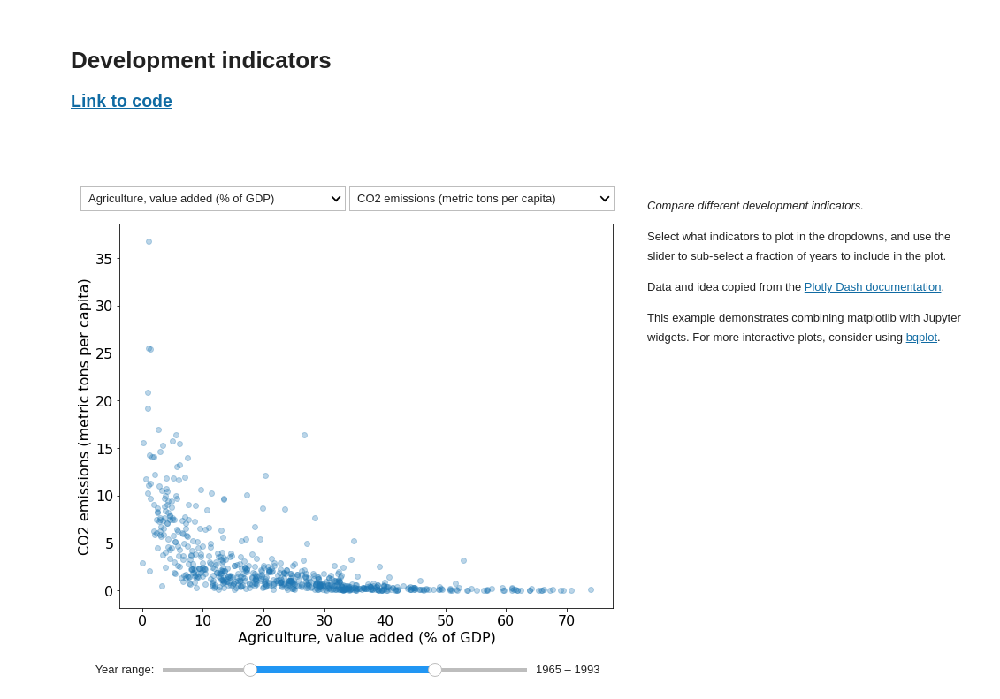 Development indicators
Link to code
Agriculture, value added (% of GDP)
CO2 emissions (metric tons per capita)
Compare different development indicators.
Select what indicators to plot in the dropdowns, and use the
slider to sub-select a fraction of years to include in the plot.
Data and idea copied from the Plotly Dash documentation.
This example demonstrates combining matplotlib with Jupyter
widgets. For more interactive plots, consider using bqplot.
CO2 emissions (metric tons per capita)
35
30
25
20
15
10
5
0
0 10 20 30 40 50 60 70
Agriculture, value added (% of GDP)
Year range: 1965 – 1993